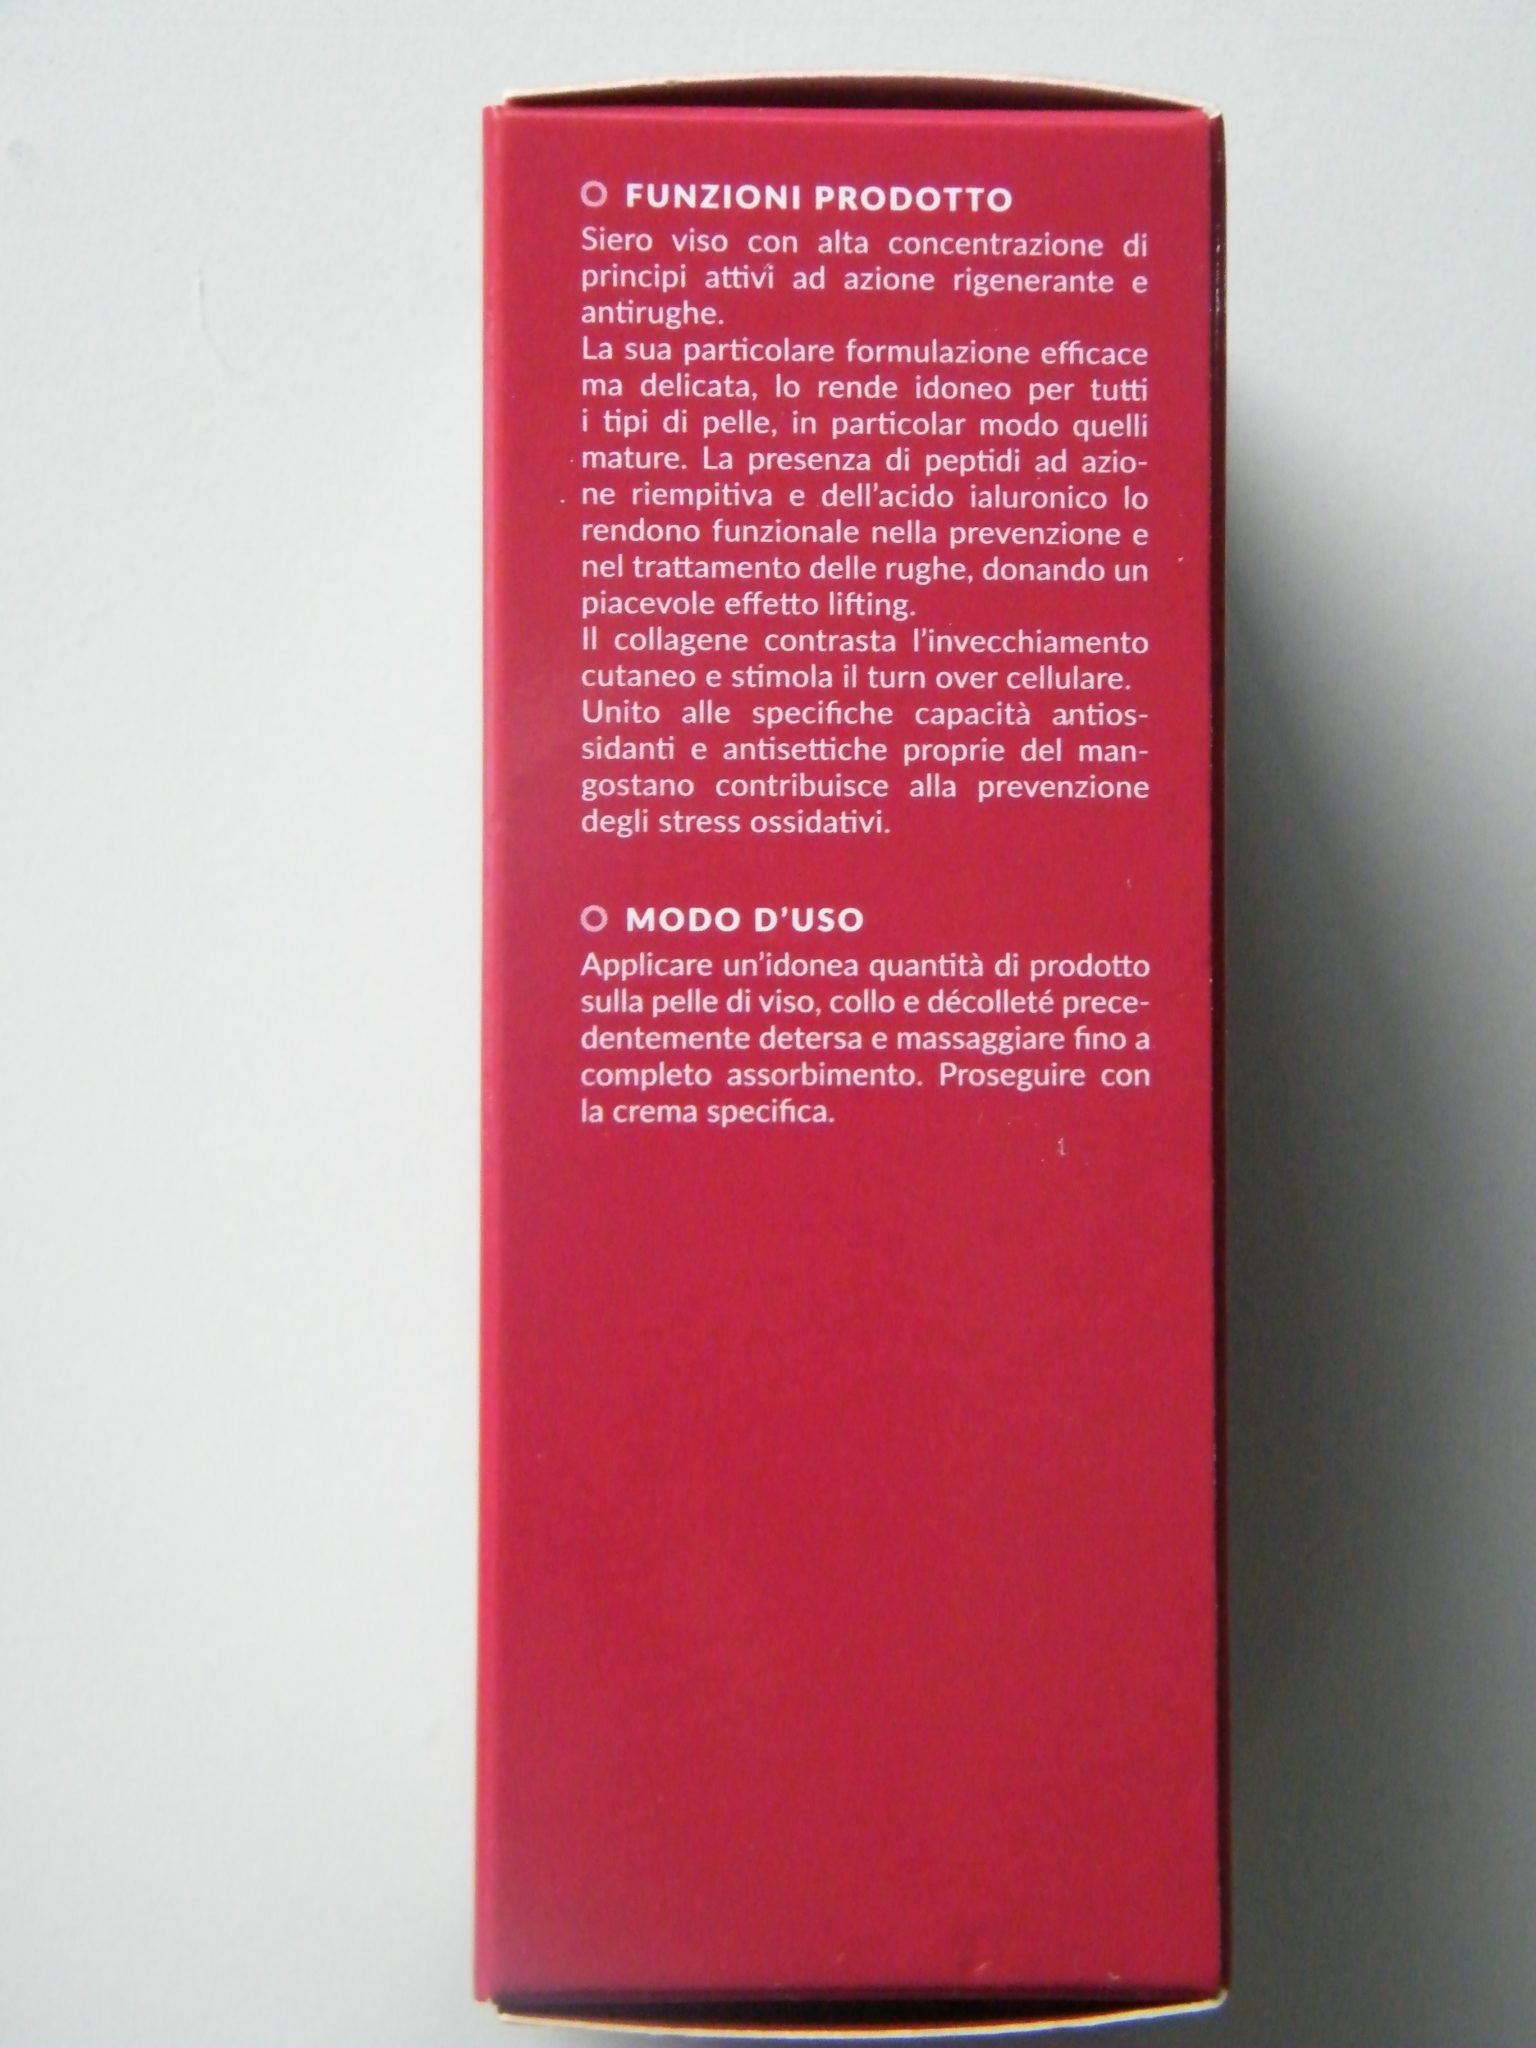 FUNZIONI PRODOTTO
Siero viso con alta concentrazione di
principi attivi ad azione rigenerante e
antirughe.
La sua particolare formulazione efficace
ma delicata, lo rende idoneo per tutti
i tipi di pelle, in particolar modo quelli
mature. La presenza di peptidi ad azio-
ne riempitiva e dell'acido ialuronico lo
rendono funzionale nella prevenzione e
nel trattamento delle rughe, donando un
piacevole effetto lifting.
Il collagene contrasta l'invecchiamento
cutaneo e stimola il turn over cellulare.
Unito alle specifiche capacità antios-
sidanti e antisettiche proprie del man-
gostano contribuisce alla prevenzione
degli stress ossidativi.
MODO D'USO
Applicare un'idonea quantità di prodotto
sulla pelle di viso, collo e décolleté prece-
dentemente detersa e massaggiare fino a
completo assorbimento. Proseguire con
la crema specifica.